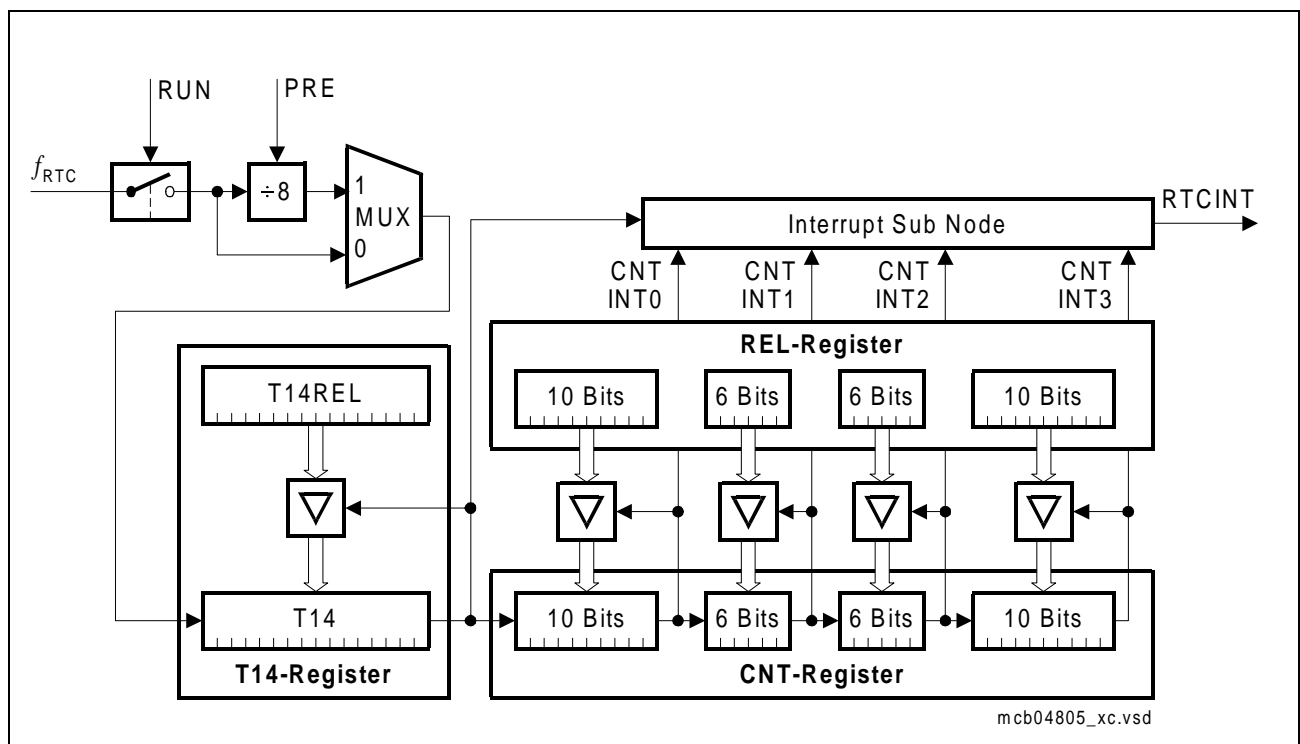 RUN
PRE
fRTC
÷8
1
MUX
0
RTCINT
Interrupt Sub Node
CNT INT0
CNT INT1
CNT INT2
CNT INT3
REL-Register
T14REL
10 Bits
6 Bits
6 Bits
10 Bits
T14
10 Bits
6 Bits
6 Bits
10 Bits
T14-Register
CNT-Register
mcb04805_xc.vsd